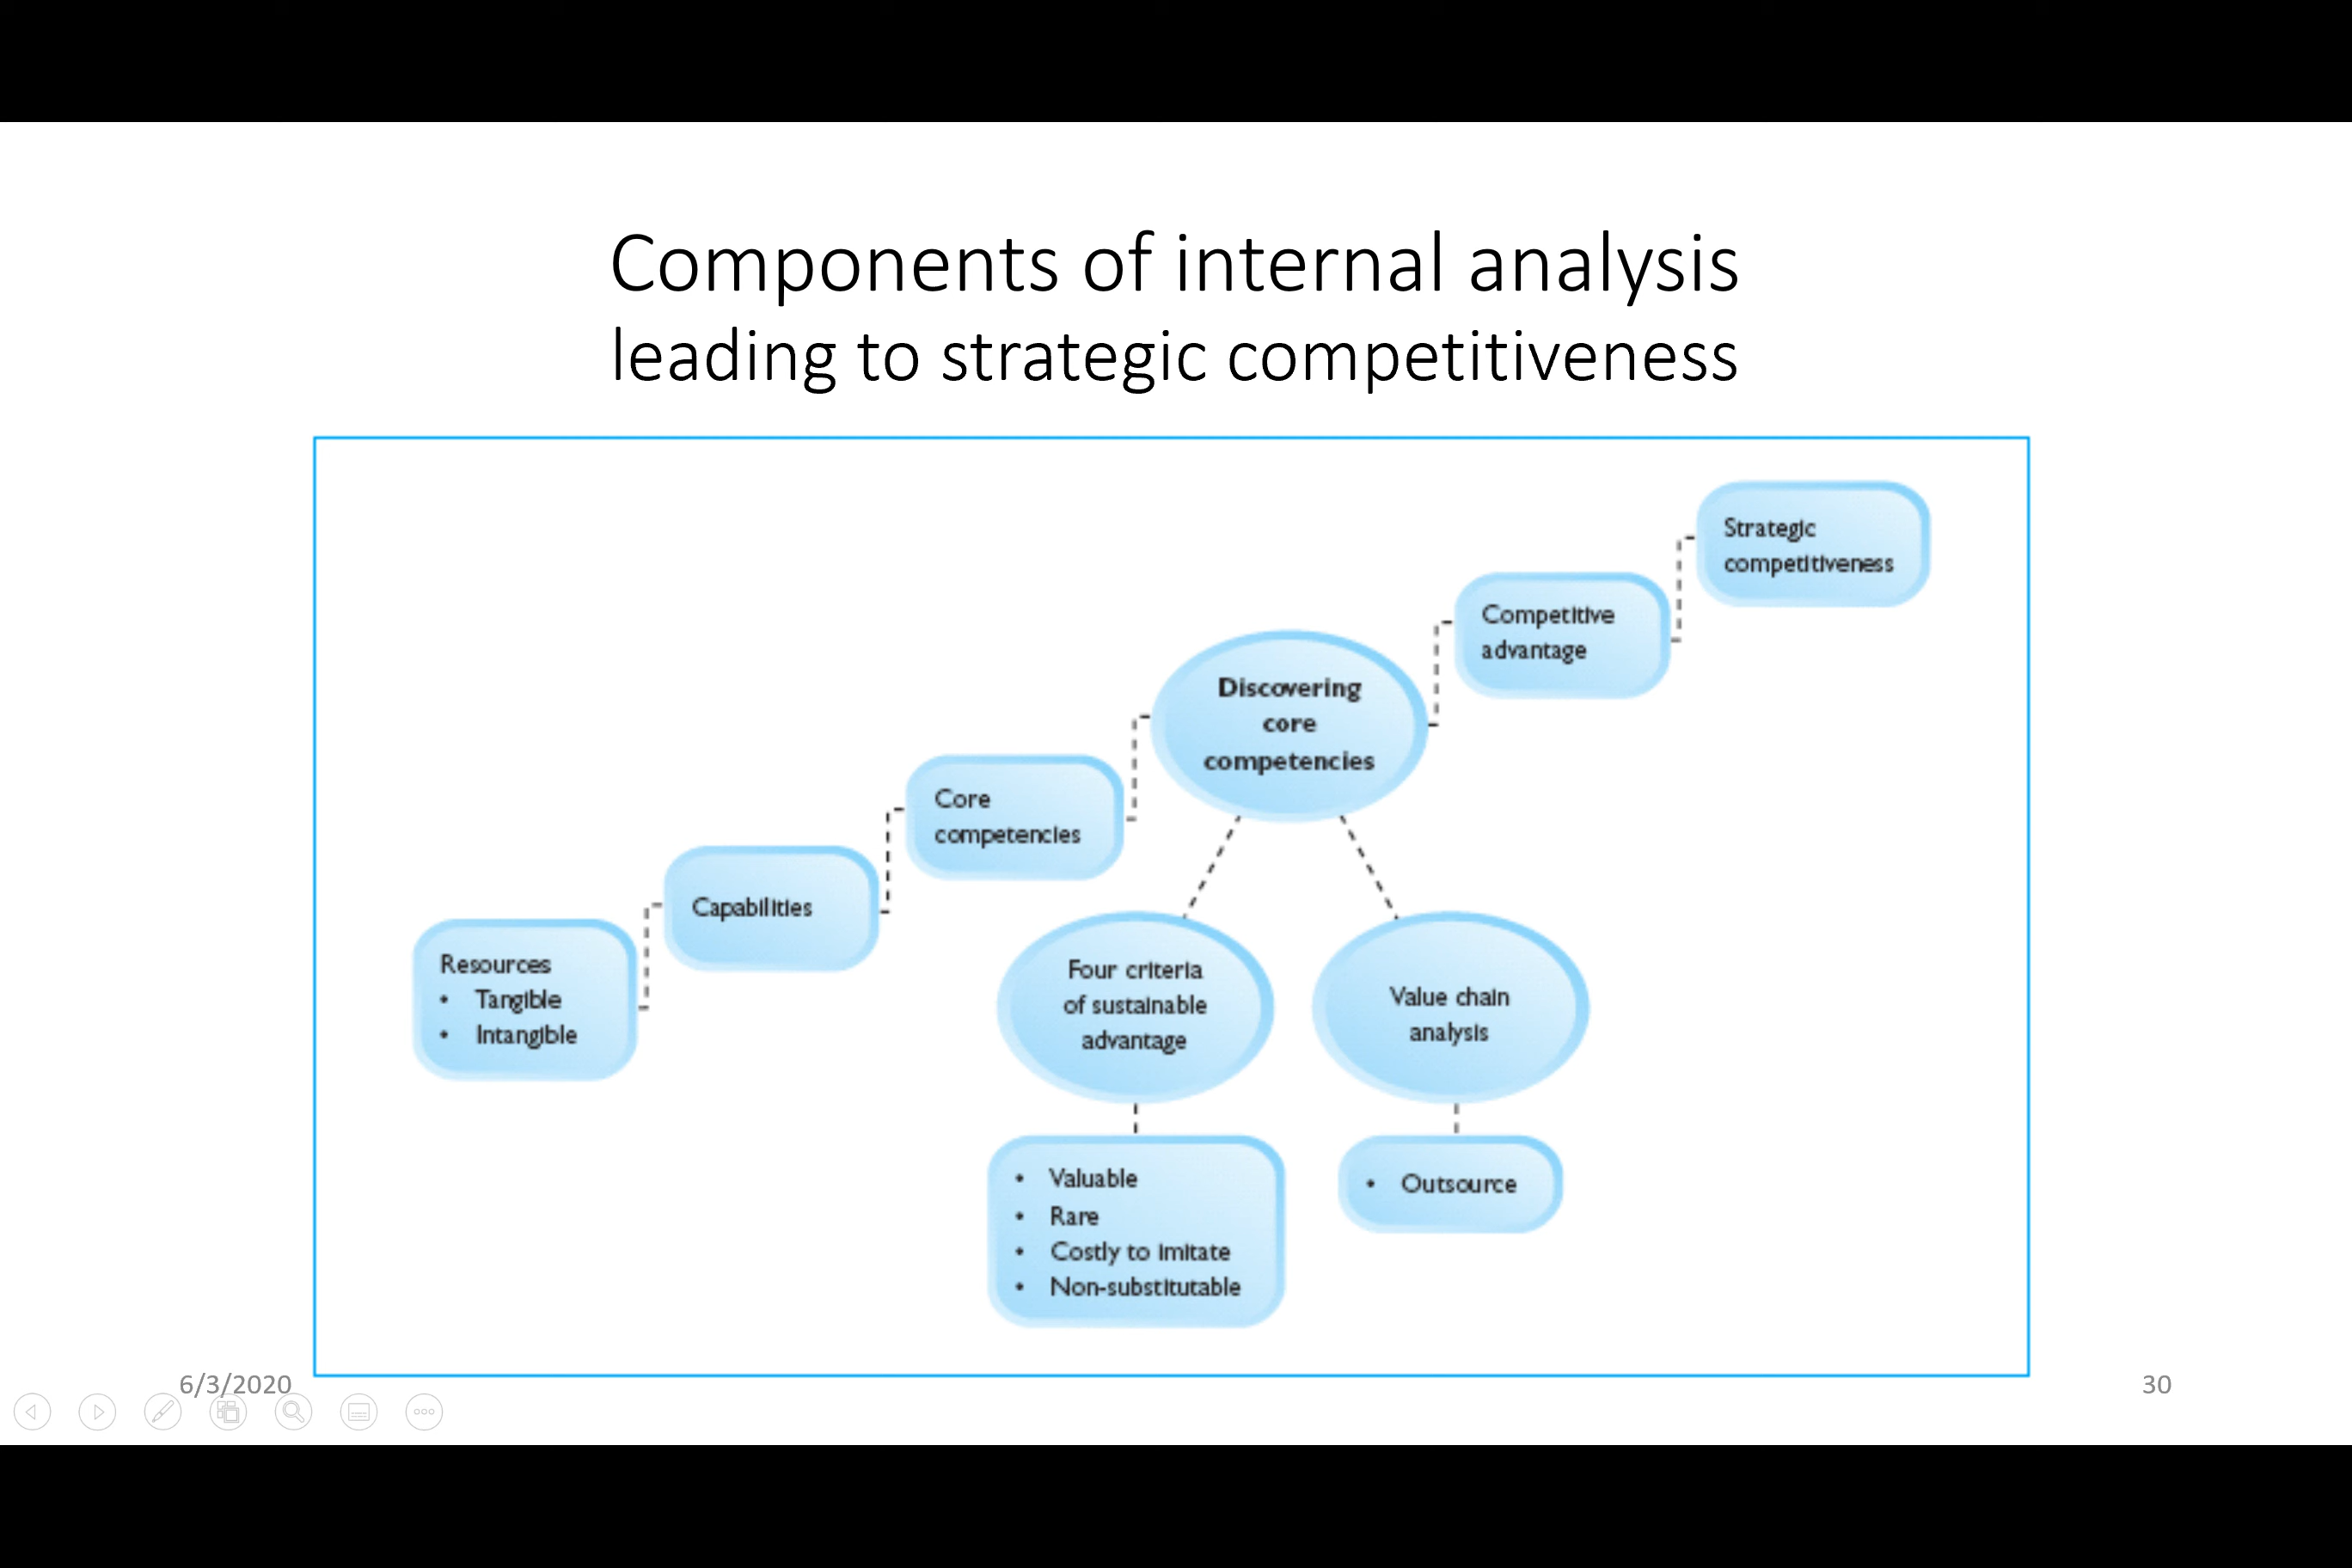 Components of internal analysis
leading to strategic competitiveness
Strategic
competitiveness
Competitive
advantage
Discovering
core
competencies
Core
competencies
Capabilities
Resources
• Tangible
• Intangible
Four criteria
of sustainable
advantage
Value chain
analysis
• Valuable
• Rare
• Costly to imitate
• Non-substitutable
• Outsource
6/3/2020
30